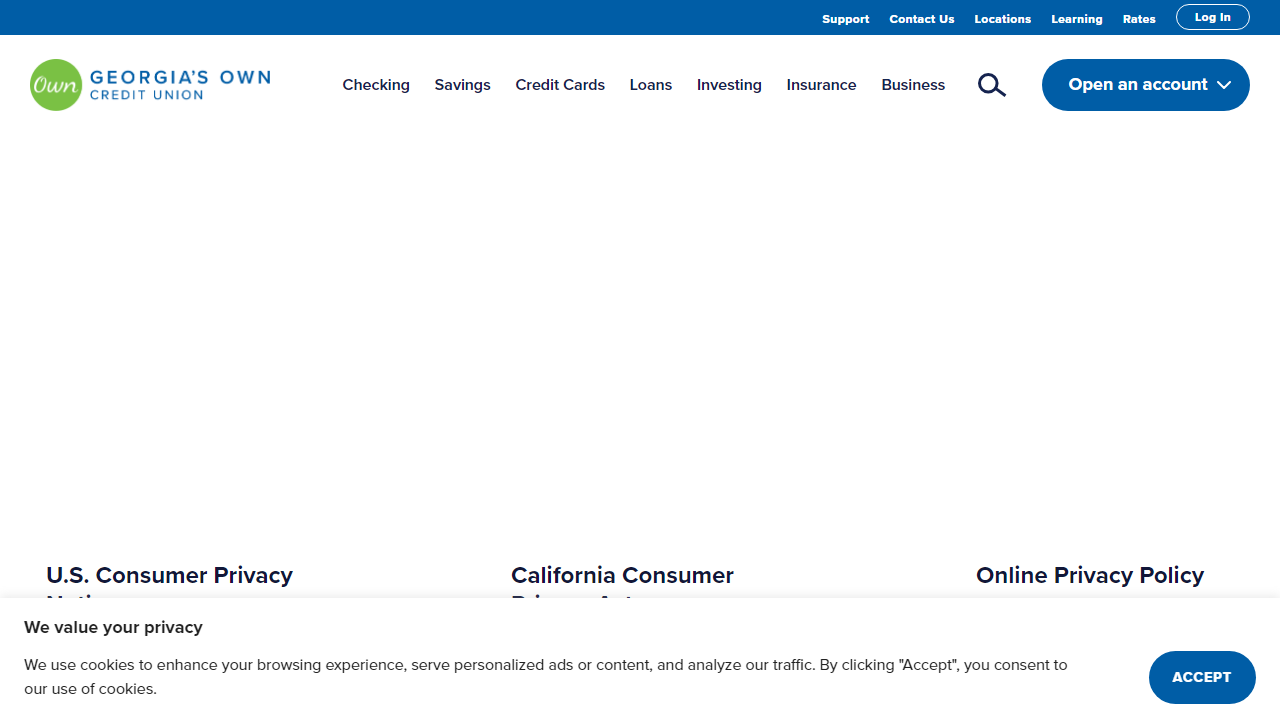 Support Contact Us Locations Learning Rates Log In
Own GEORGIA'S OWN
CREDIT UNION
Checking Savings Credit Cards Loans Investing Insurance Business Open an account
U.S. Consumer Privacy California Consumer Online Privacy Policy
We value your privacy
We use cookies to enhance your browsing experience, serve personalized ads or content, and analyze our traffic. By clicking "Accept", you consent to
our use of cookies.
ACCEPT